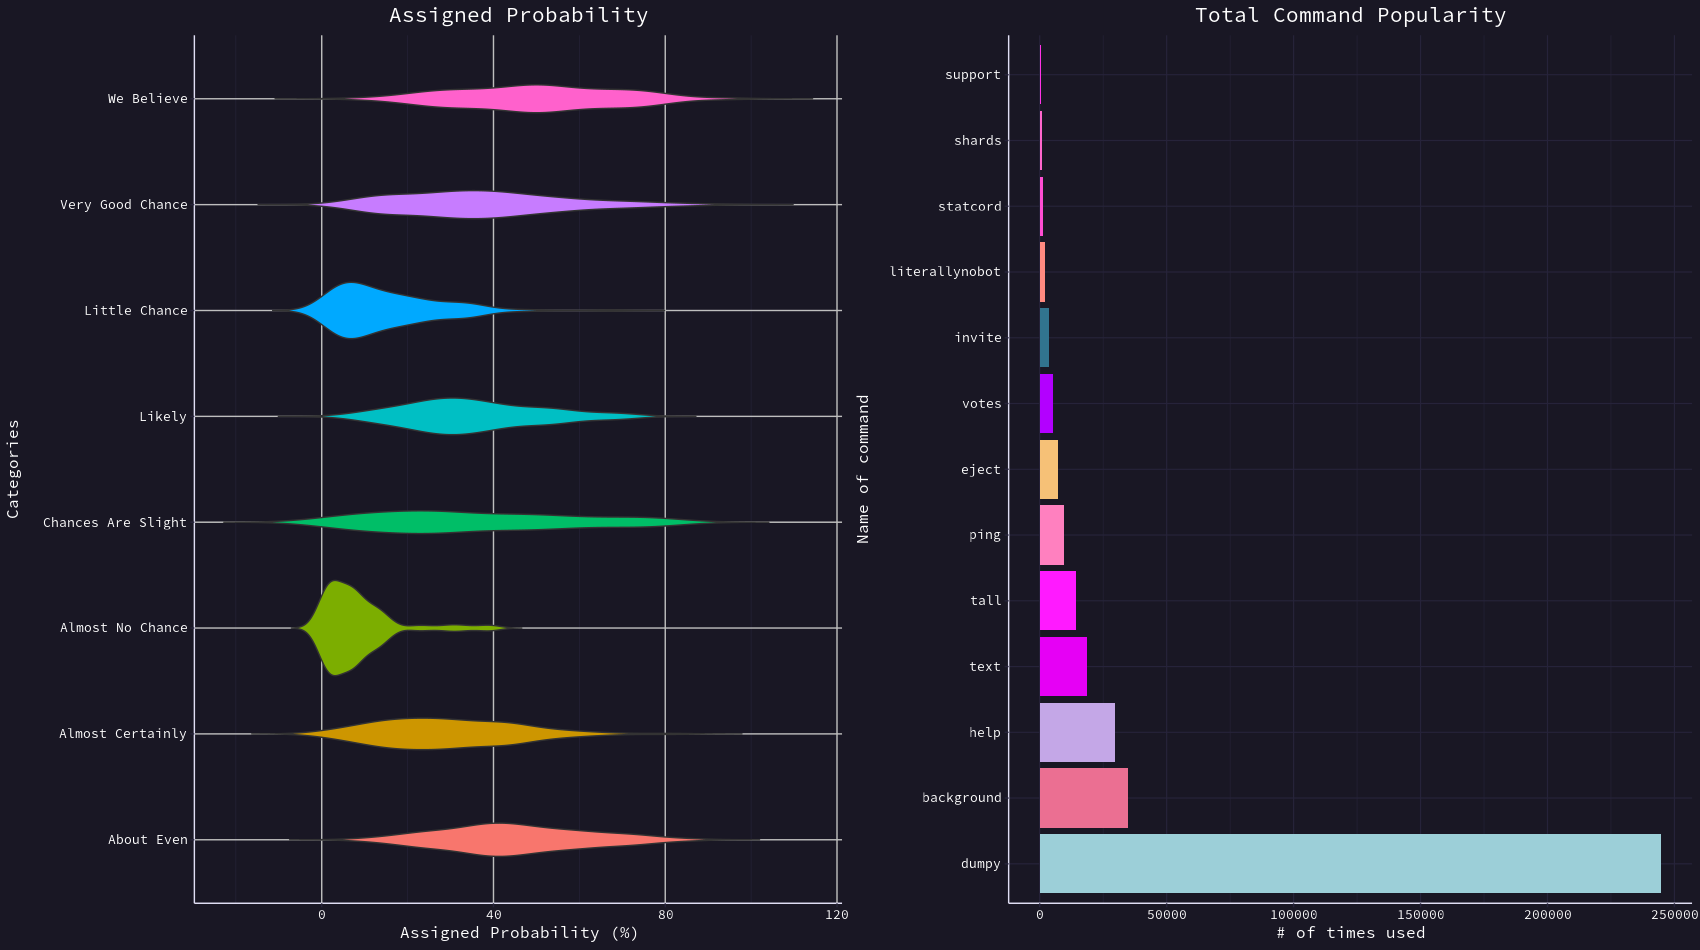 Assigned Probability
We Believe
Very Good Chance
Little Chance
Likely
Chances Are Slight
Almost No Chance
Almost Certainly
About Even
Categories
0 40 80 120
Assigned Probability (%)
Total Command Popularity
support
shards
statcord
literallynobot
invite
votes
eject
ping
tall
text
help
background
dumpy
Name of command
0 50000 100000 150000 200000 250000
# of times used